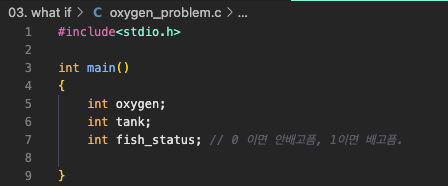 03. what if > C oxygen_problem.c > ...
1 #include<stdio.h>
2
3 int main()
4 {
5 int oxygen;
6 int tank;
7 int fish_status; // 0 이면 안배고픔, 1이면 배고픔.
8
9 }